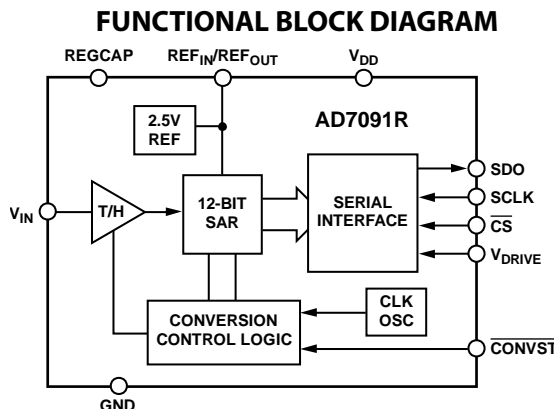 FUNCTIONAL BLOCK DIAGRAM
REGCAP
REFIN/REFOUT
VDD
2.5V
REF
AD7091R
VIN
T/H
12-BIT
SAR
SERIAL
INTERFACE
SDO
SCLK
CS
VDRIVE
CONVERSION
CONTROL LOGIC
CLK
OSC
CONVST
GND